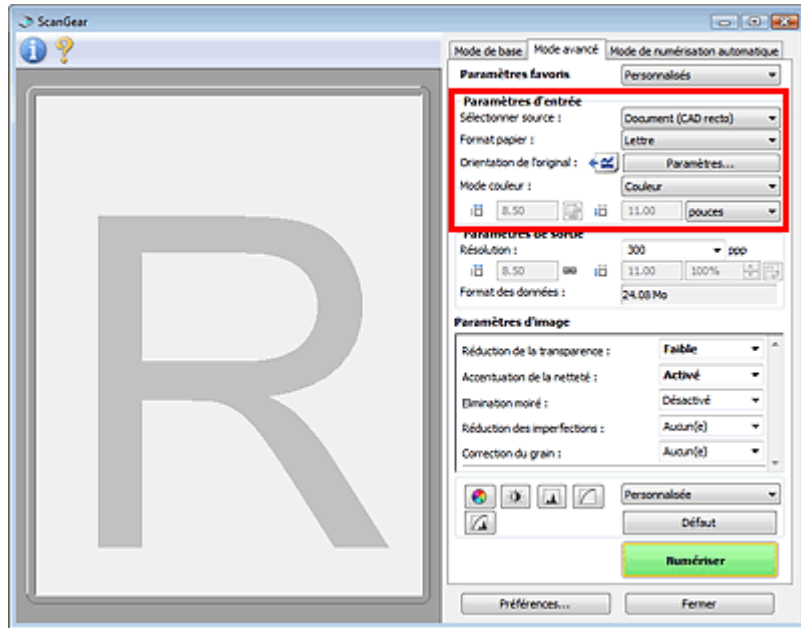 ScanGear
Mode de base Mode avancé Mode de numérisation automatique
Paramètres favoris Personnalisés
Paramètres d'entrée
Sélectionner source : Document (CAD recto)
Format papier : Lettre
Orientation de l'original : Paramètres...
Mode couleur : Couleur
8.50 11.00 pouces
Paramètres de sortie
Résolution : 300 ppp
8.50 11.00 100%
Format des données : 24.08 Mo
Paramètres d'image
Réduction de la transparence : Faible
Accentuation de la netteté : Activé
Elimination moiré : Désactivé
Réduction des imperfections : Aucun(e)
Correction du grain : Aucun(e)
Personnalisée
Défaut
Numériser
Préférences... Fermer
R